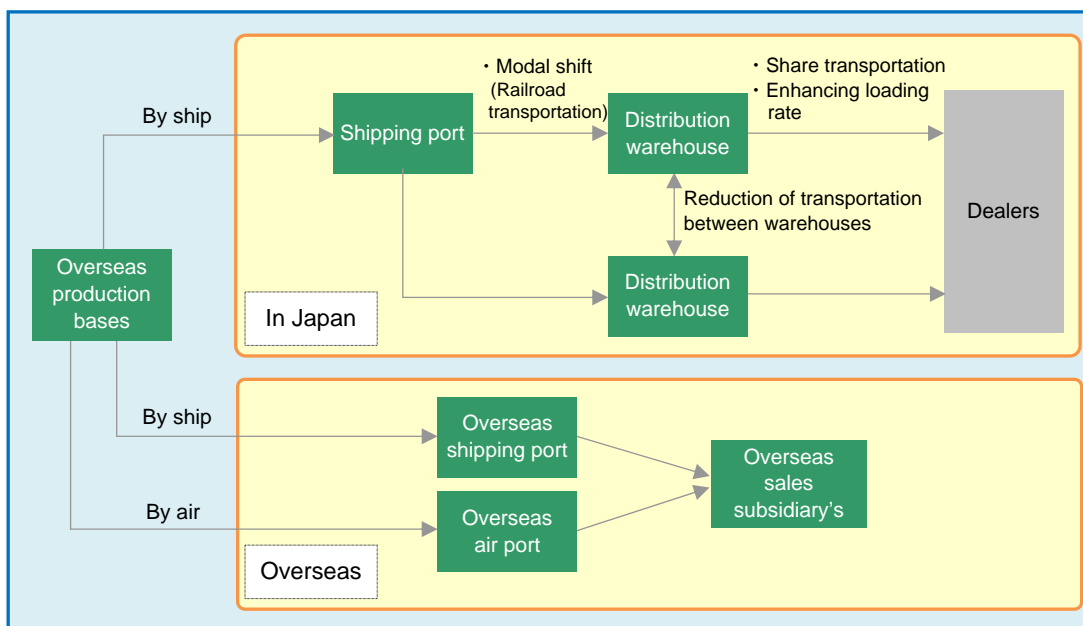 By ship
Shipping port
・Modal shift
(Railroad
transportation)
Distribution
warehouse
・Share transportation
・Enhancing loading
rate
Dealers
Reduction of transportation
between warehouses
Distribution
warehouse
In Japan
Overseas
production
bases
By ship
Overseas
shipping port
By air
Overseas
air port
Overseas
sales
subsidiary’s
Overseas